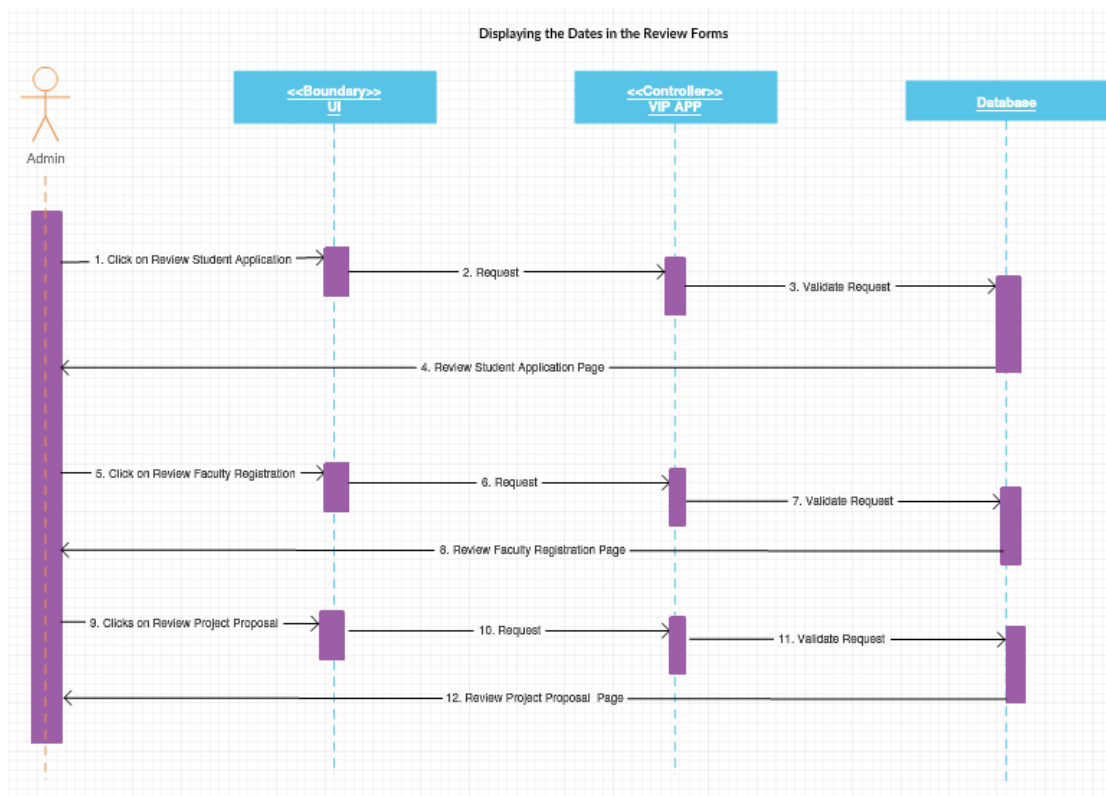 Displaying the Dates in the Review Forms
<<Boundary>>
UI
<<Controller>>
VIP APP
Database
Admin
1. Click on Review Student Application
2. Request
3. Validate Request
4. Review Student Application Page
5. Click on Review Faculty Registration
6. Request
7. Validate Request
8. Review Faculty Registration Page
9. Clicks on Review Project Proposal
10. Request
11. Validate Request
12. Review Project Proposal Page